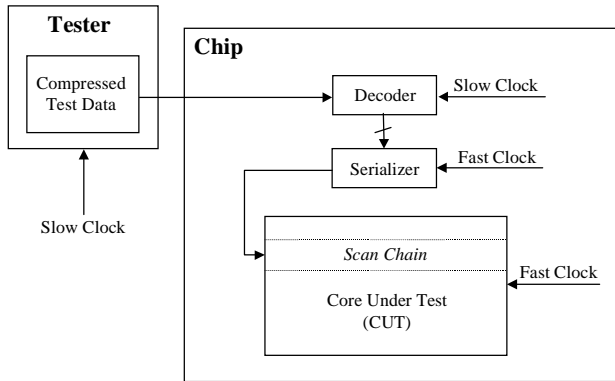 Tester
Compressed
Test Data
Slow Clock
Chip
Decoder
Slow Clock
Serializer
Fast Clock
Scan Chain
Core Under Test
(CUT)
Fast Clock